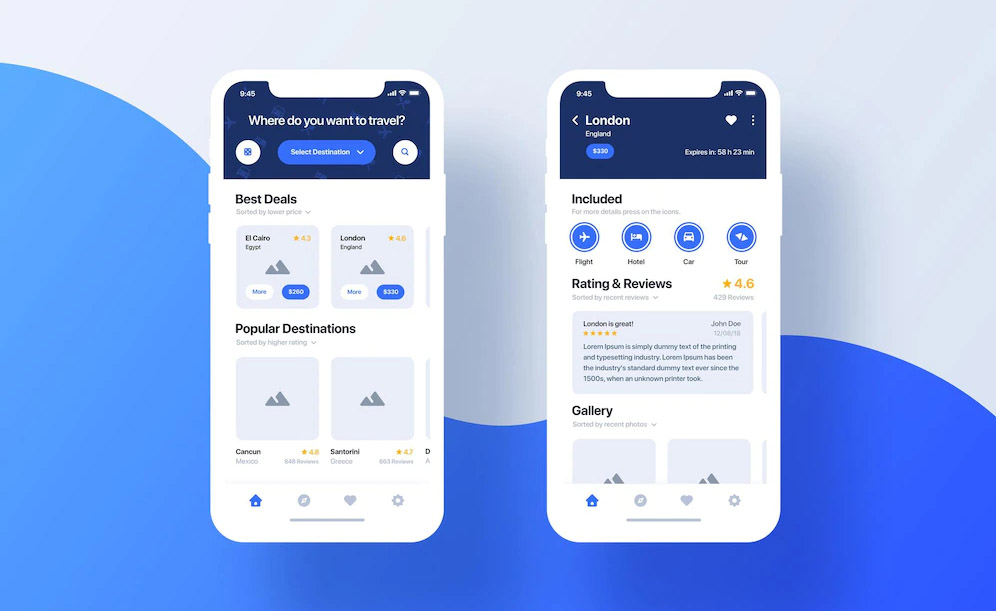 9:45
Where do you want to travel?
Select Destination
Best Deals
Sorted by lower price
El Cairo 4.3
Egypt
More $260
London 4.6
England
More $330
Popular Destinations
Sorted by higher rating
Cancun 4.8
Mexico 848 Reviews
Santorini 4.7
Greece 663 Reviews
D
A
9:45
London
England
$330 Expires in: 58 h 23 min
Included
For more details press on the icons.
Flight Hotel Car Tour
Rating & Reviews 4.6
Sorted by recent reviews 429 Reviews
London is great! John Doe
12/08/18
Lorem Ipsum is simply dummy text of the printing
and typesetting industry. Lorem Ipsum has been
the industry's standard dummy text ever since the
1500s, when an unknown printer took.
Gallery
Sorted by recent photos